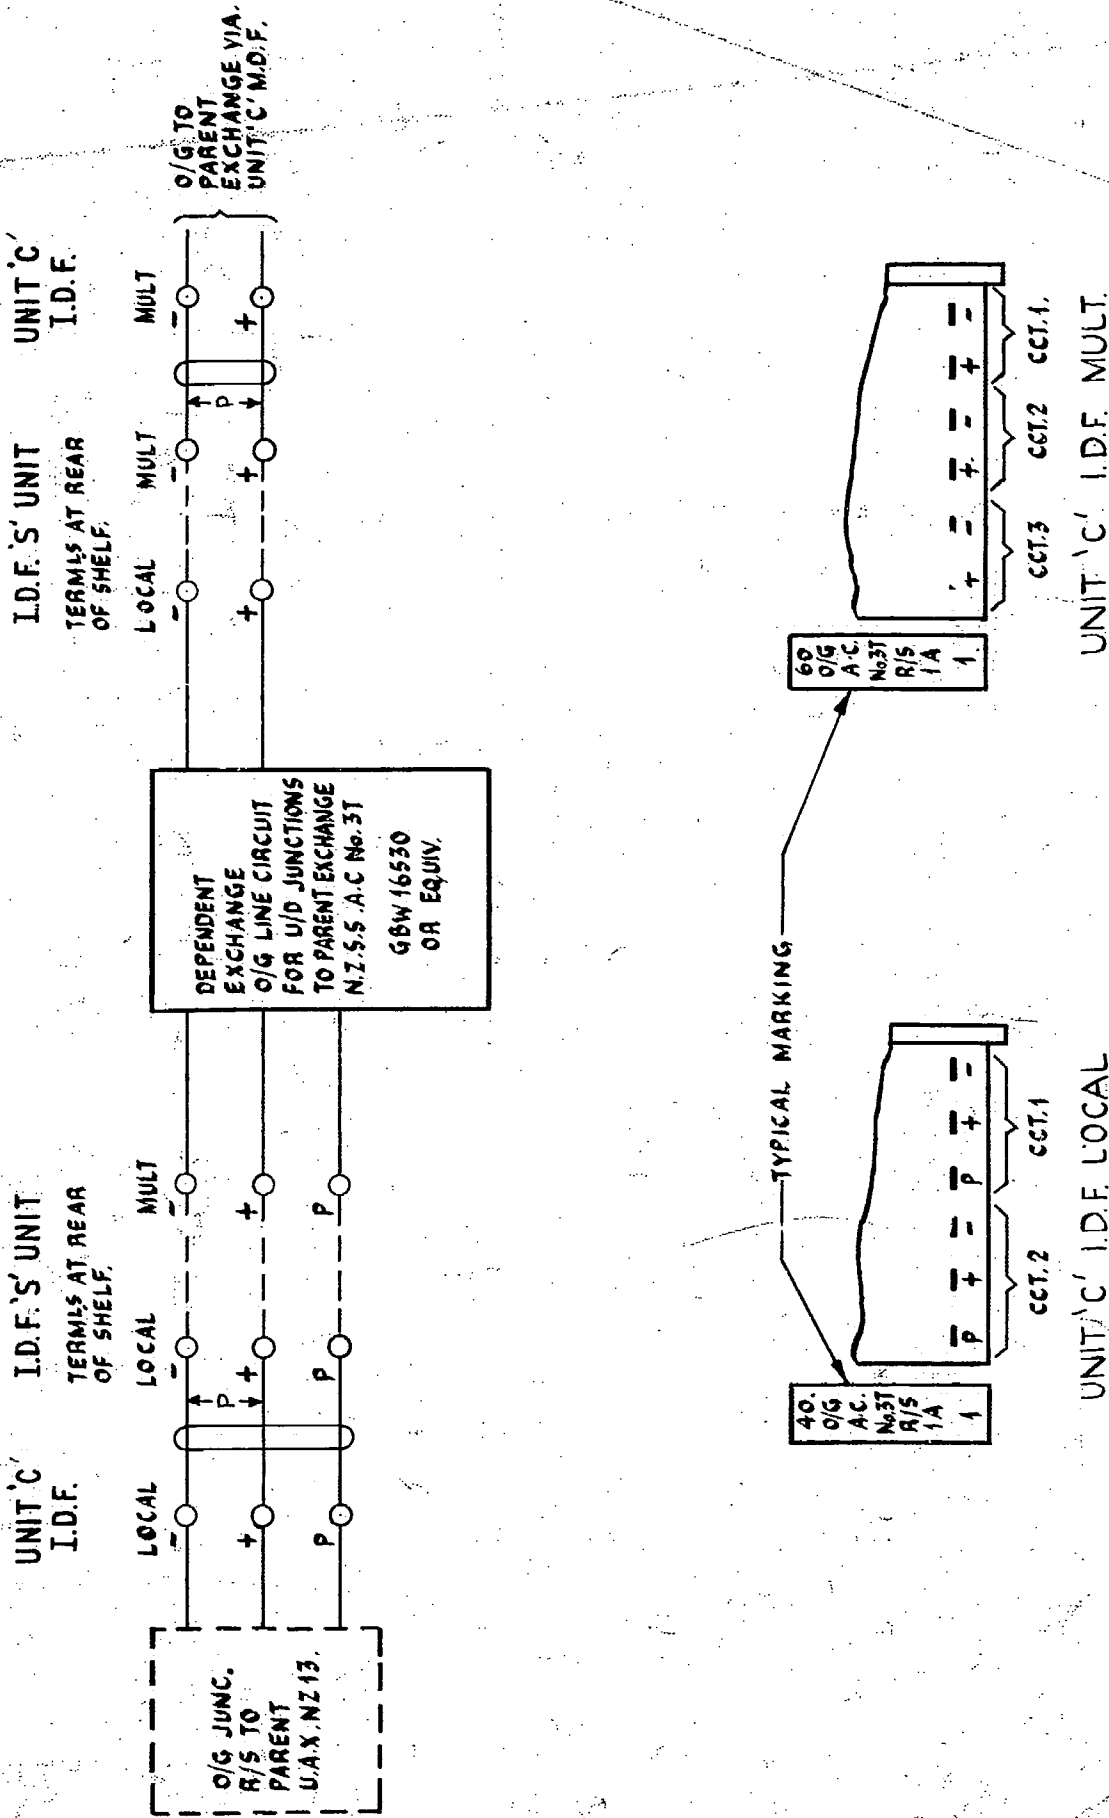 UNIT 'C'
I.D.F.
I.D.F. 'S' UNIT
TERMLS AT REAR
OF SHELF.
I.D.F. 'S' UNIT
TERMLS AT REAR
OF SHELF.
UNIT 'C'
I.D.F.
LOCAL
LOCAL
MULT
LOCAL
MULT
MULT
-
-
-
-
-
-
+
+
+
+
+
+
P
P
P
P
P
O/G JUNC.
R/S TO
PARENT
U.A.X. NZ 13.
DEPENDENT
EXCHANGE
O/G LINE CIRCUIT
FOR U/D JUNCTIONS
TO PARENT EXCHANGE
N.Z.S.S. A.C No. 3T
GBW 16530
OR EQUIV.
O/G TO
PARENT
EXCHANGE VIA.
UNIT 'C' M.D.F.
TYPICAL MARKING
40.
O/G
A.C.
No.3T
R/S
1A
1
P + - P + -
CCT.2 CCT.1
UNIT 'C' I.D.F. LOCAL
60
O/G
A.C.
No.3T
R/S
1A
1.
+ - + - + -
CCT.3 CCT.2 CCT.1.
UNIT 'C' I.D.F. MULT.